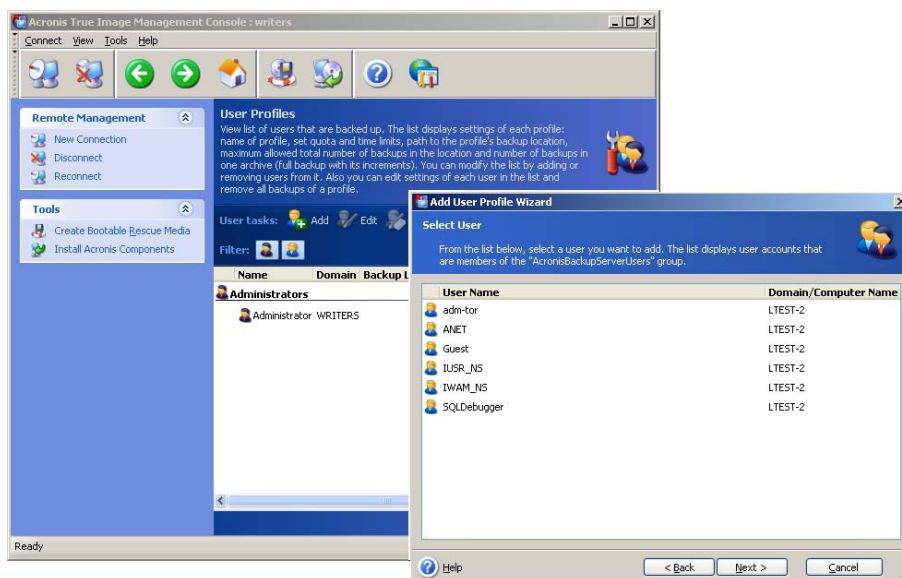 Acronis True Image Management Console : writers
Connect View Tools Help
Remote Management
New Connection
Disconnect
Reconnect
Tools
Create Bootable Rescue Media
Install Acronis Components
User Profiles
View list of users that are backed up. The list displays settings of each profile:
name of profile, set quota and time limits, path to the profile's backup location,
maximum allowed total number of backups in the location and number of backups in
one archive (full backup with its increments). You can modify the list by adding or
removing users from it. Also you can edit settings of each user in the list and
remove all backups of a profile.
User tasks: Add Edit
Filter:
Name Domain Backup L
Administrators
Administrator WRITERS
Ready
Add User Profile Wizard
Select User
From the list below, select a user you want to add. The list displays user accounts that
are members of the "AcronisBackupServerUsers" group.
User Name Domain/Computer Name
adm-tor LTEST-2
ANET LTEST-2
Guest LTEST-2
IUSR_NS LTEST-2
IWAM_NS LTEST-2
SQLDebugger LTEST-2
Help < Back Next > Cancel